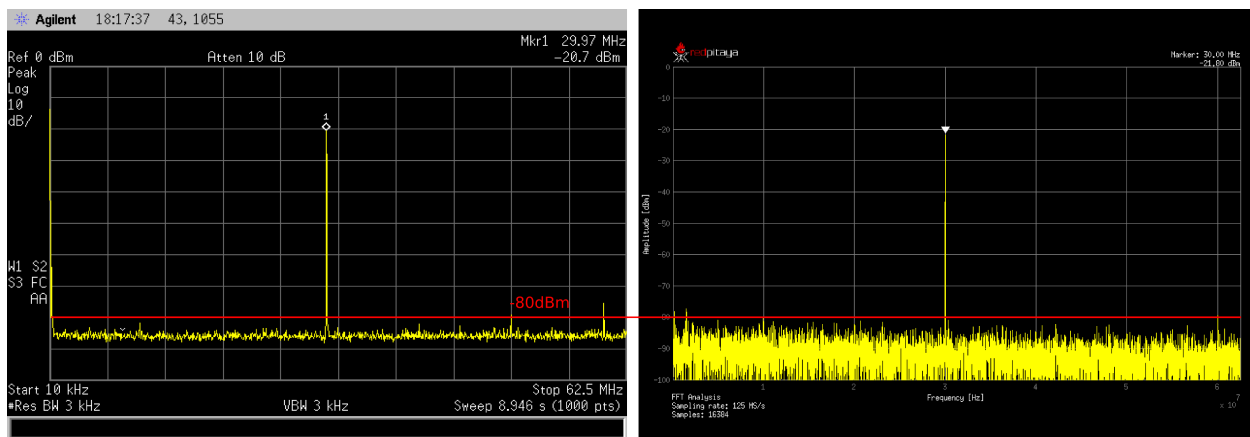 Agilent 18:17:37 43, 1055
Mkr1 29.97 MHz
Ref 0 dBm Atten 10 dB -20.7 dBm
Peak
Log
10
dB/
1
W1 S2
S3 FC
AA
-80dBm
Start 10 kHz Stop 62.5 MHz
#Res BW 3 kHz VBW 3 kHz Sweep 8.946 s (1000 pts)
redpitaya
Marker: 30.00 MHz
-21.80 dBm
0
-10
-20
-30
-40
-50
-60
-70
-80
-90
-100
Amplitude [dBm]
1 2 3 4 5 6 7
Frequency [Hz]
x 10
FFT Analysis
Sampling rate: 125 MS/s
Samples: 16384